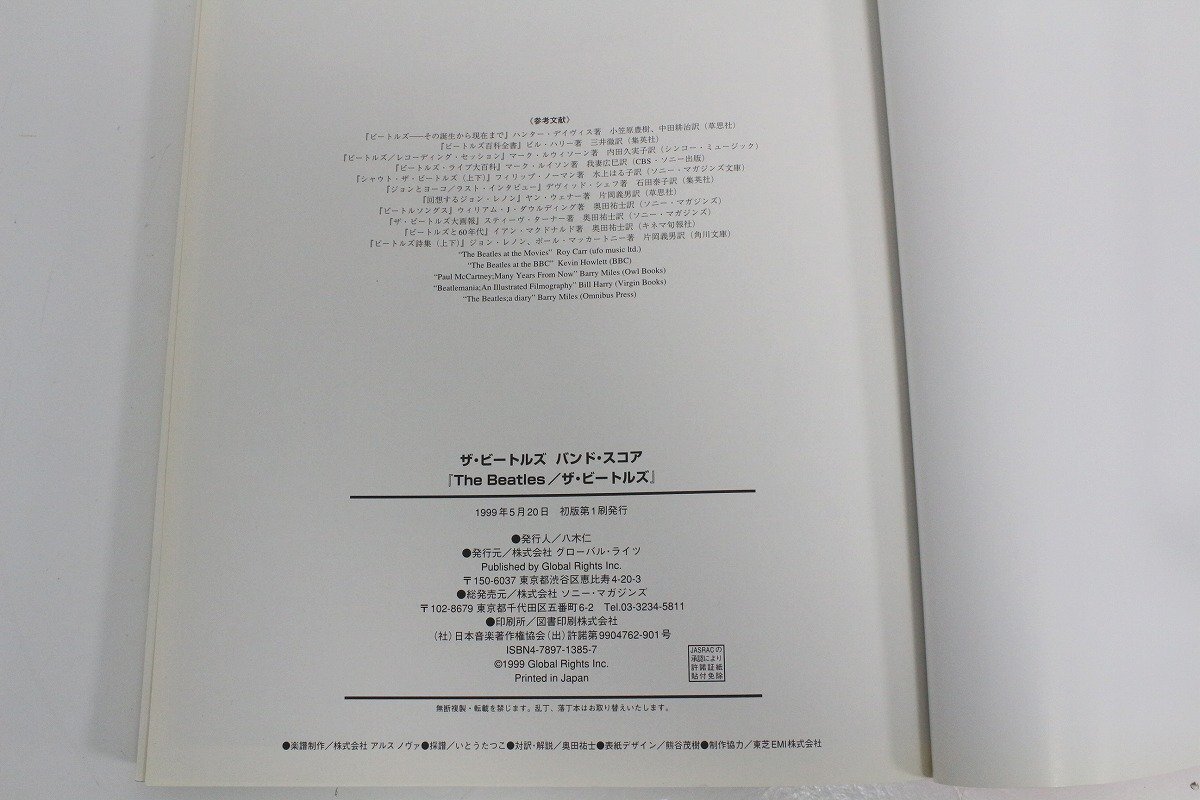 〈参考文献〉
『ビートルズ――その誕生から現在まで』ハンター・デイヴィス著 小笠原豊樹、中田耕治訳（草思社）
『ビートルズ百科全書』ビル・ハリー著 三井徹訳（集英社）
『ビートルズ／レコーディング・セッション』マーク・ルウィソーン著 内田久美子訳（シンコー・ミュージック）
『ビートルズ・ライブ大百科』マーク・ルイソン著 我妻広巳訳（CBS・ソニー出版）
『シャウト・ザ・ビートルズ（上下）』フィリップ・ノーマン著 水上はる子訳（ソニー・マガジンズ文庫）
『ジョンとヨーコ／ラスト・インタビュー』デヴィッド・シェフ著 石田泰子訳（集英社）
『回想するジョン・レノン』ヤン・ウェナー著 片岡義男訳（草思社）
『ビートルソングス』ウィリアム・J・ダウルディング著 奥田祐士訳（ソニー・マガジンズ）
『ザ・ビートルズ大画報』スティーヴ・ターナー著 奥田祐士訳（ソニー・マガジンズ）
『ビートルズと60年代』イアン・マクドナルド著 奥田祐士訳（キネマ旬報社）
『ビートルズ詩集（上下）』ジョン・レノン、ポール・マッカートニー著 片岡義男訳（角川文庫）
"The Beatles at the Movies" Roy Carr (ufo music ltd.)
"The Beatles at the BBC" Kevin Howlett (BBC)
"Paul McCartney;Many Years From Now" Barry Miles (Owl Books)
"Beatlemania;An Illustrated Filmography" Bill Harry (Virgin Books)
"The Beatles;a diary" Barry Miles (Omnibus Press)
ザ・ビートルズ バンド・スコア
『The Beatles／ザ・ビートルズ』
1999年5月20日 初版第1刷発行
●発行人／八木仁
●発行元／株式会社 グローバル・ライツ
Published by Global Rights Inc.
〒150-6037 東京都渋谷区恵比寿4-20-3
●総発売元／株式会社 ソニー・マガジンズ
〒102-8679 東京都千代田区五番町6-2 Tel.03-3234-5811
●印刷所／図書印刷株式会社
（社）日本音楽著作権協会（出）許諾第9904762-901号
ISBN4-7897-1385-7
©1999 Global Rights Inc.
Printed in Japan
JASRACの
承認により
許諾証紙
貼付免除
無断複製・転載を禁じます。乱丁、落丁本はお取り替えいたします。
●楽譜制作／株式会社 アルス ノヴァ●採譜／いとうたつこ●対訳・解説／奥田祐士●表紙デザイン／熊谷茂樹●制作協力／東芝EMI株式会社